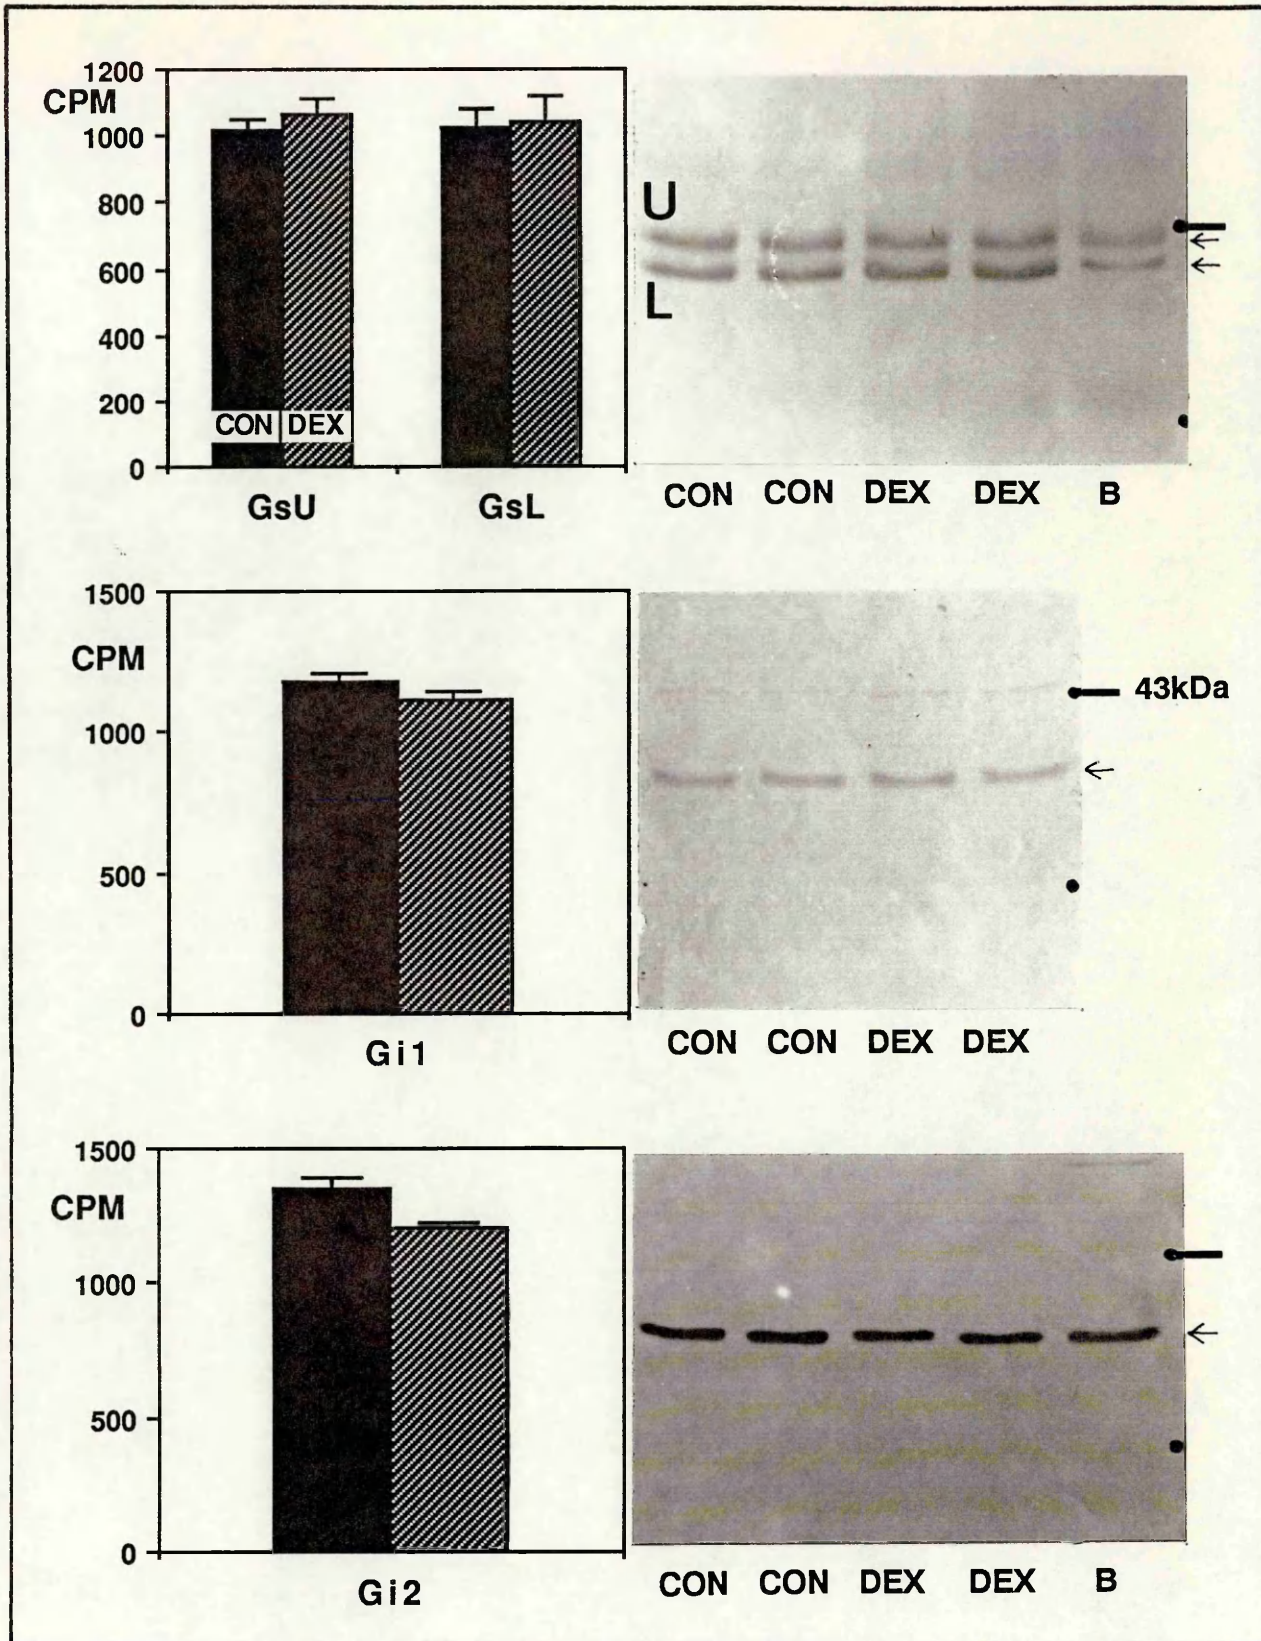 1200
CPM
1000
800
600
400
200
0
CON DEX
GsU GsL
U
L
CON CON DEX DEX B
1500
CPM
1000
500
0
Gi1
43kDa
CON CON DEX DEX
1500
CPM
1000
500
0
Gi2
CON CON DEX DEX B